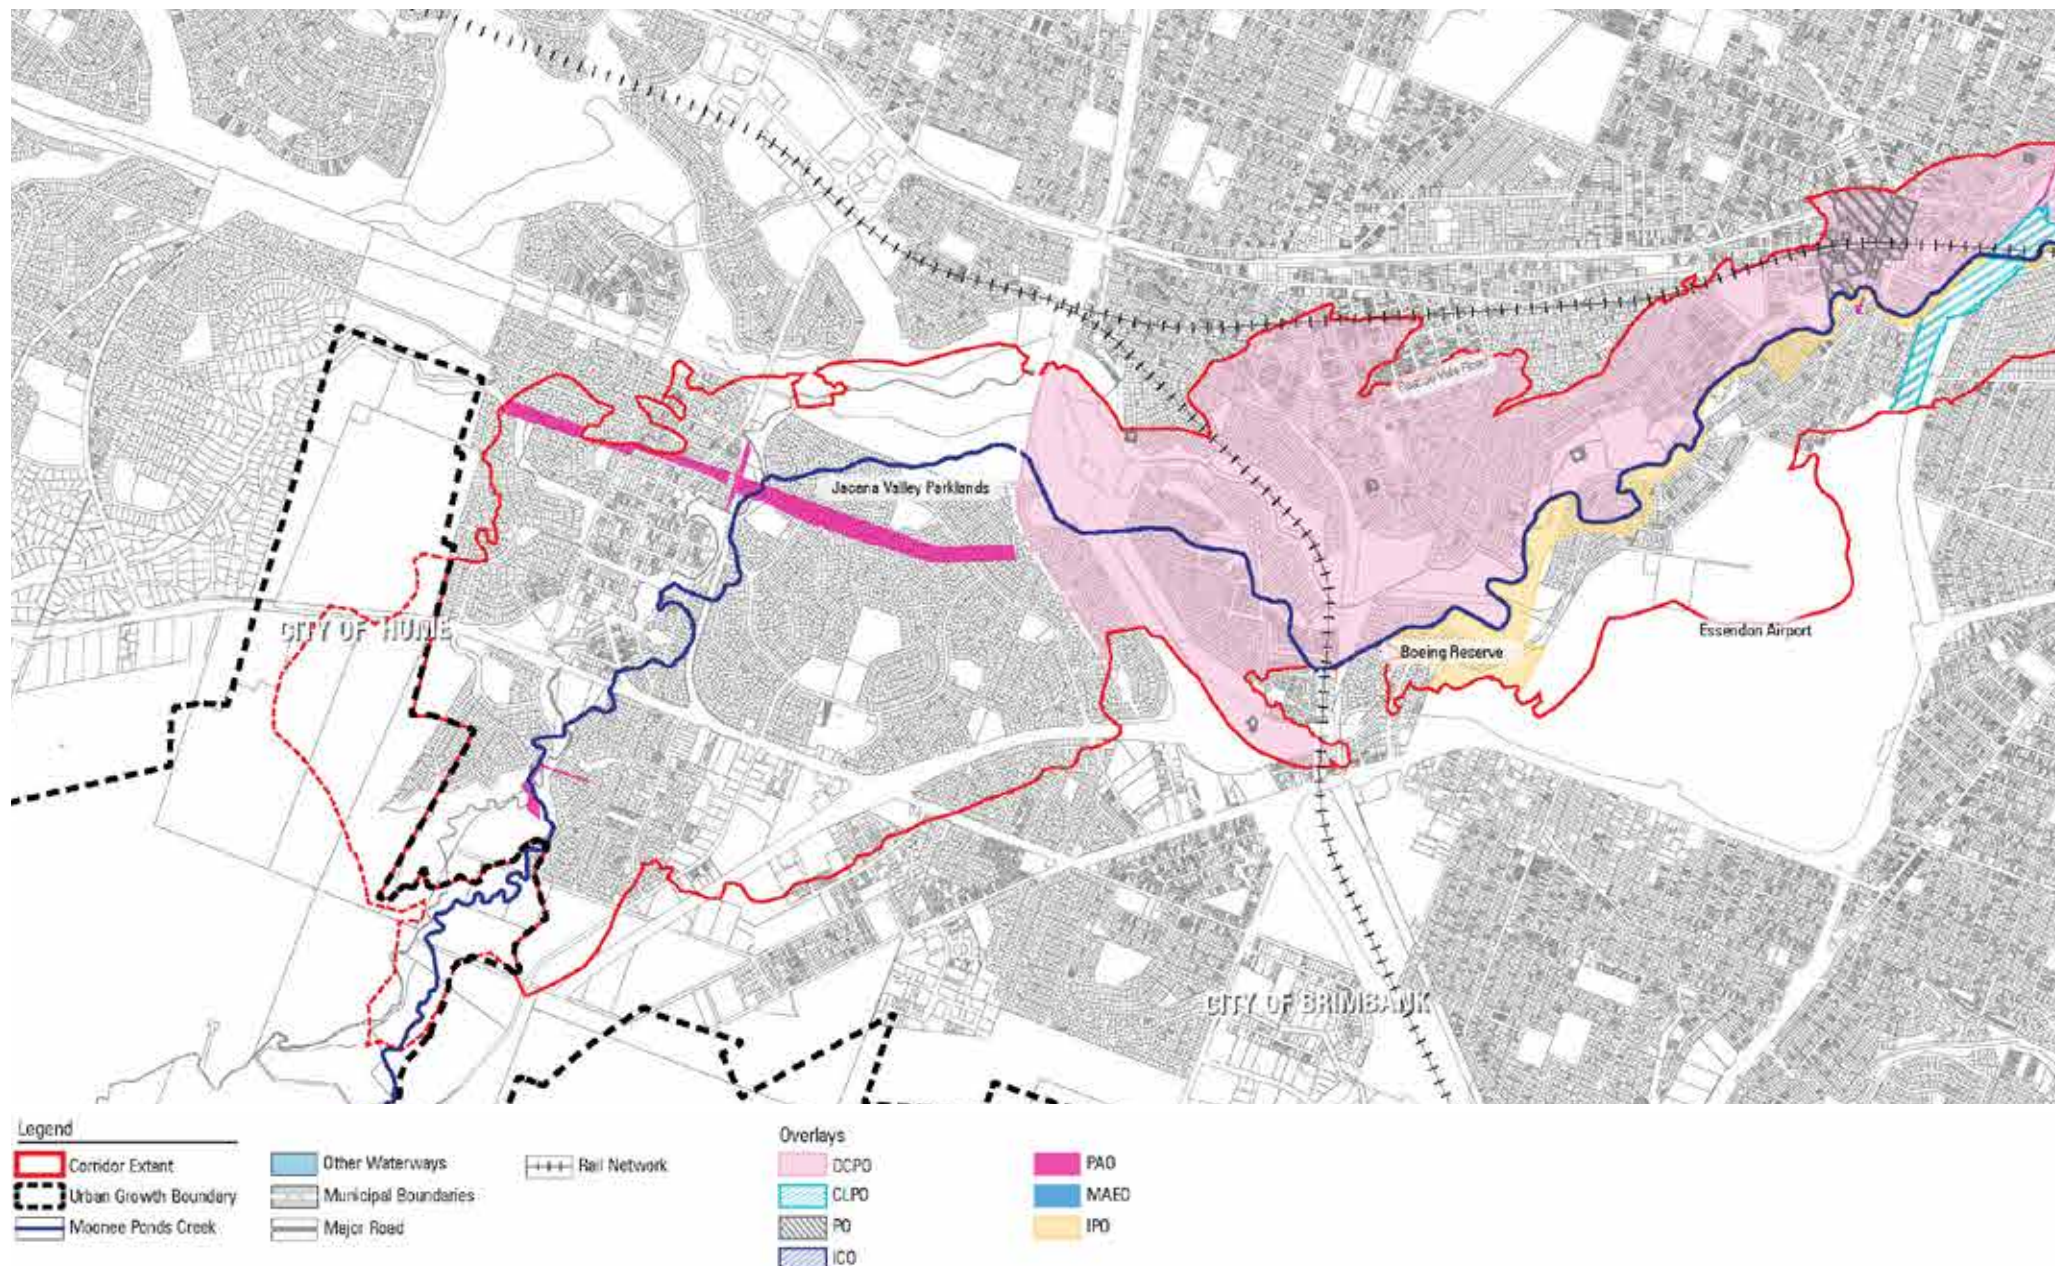 Jacana Valley Parklands
CITY OF HUME
Essendon Airport
Boeing Reserve
CITY OF BRIMBANK
Legend
Corridor Extent
Urban Growth Boundary
Moonee Ponds Creek
Other Waterways
Municipal Boundaries
Major Road
Rail Network
Overlays
DCPO
CLPO
PO
ICO
PAO
MAEO
IPO